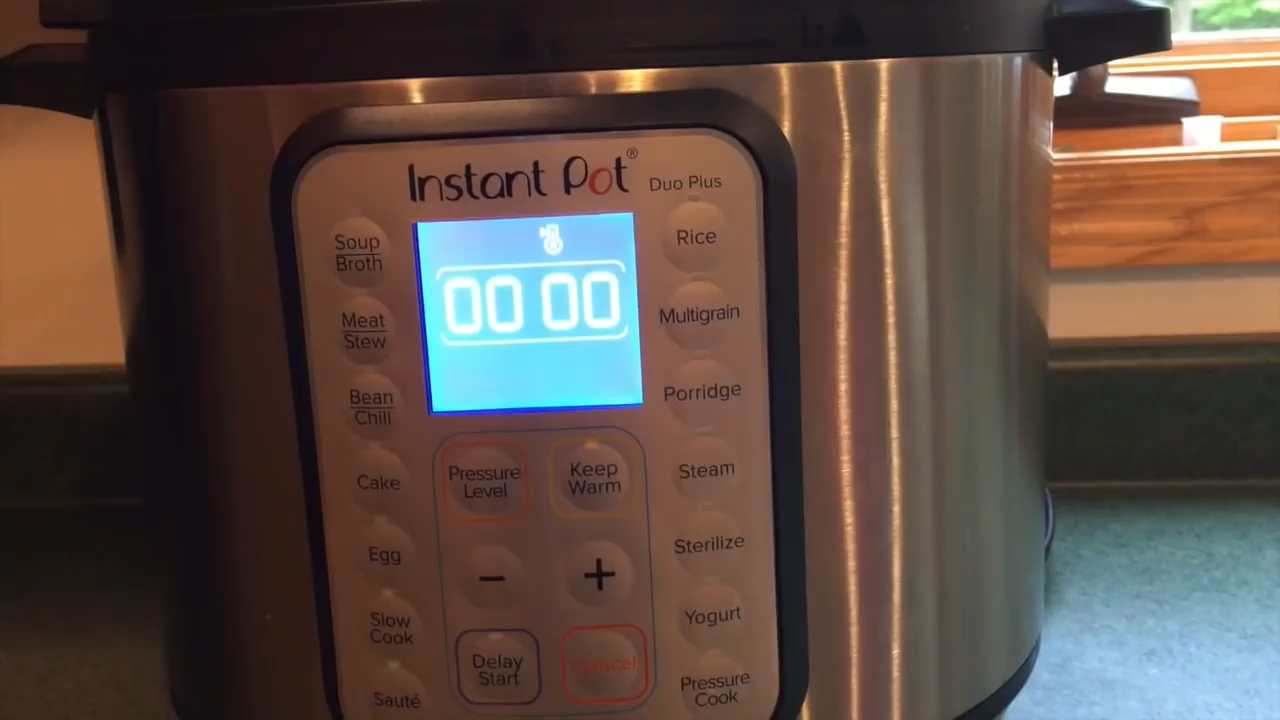 Instant Pot®
Duo Plus
00 00
Soup
Broth
Meat
Stew
Bean
Chili
Cake
Egg
Slow
Cook
Sauté
Pressure
Level
Keep
Warm
−
+
Delay
Start
Cancel
Rice
Multigrain
Porridge
Steam
Sterilize
Yogurt
Pressure
Cook